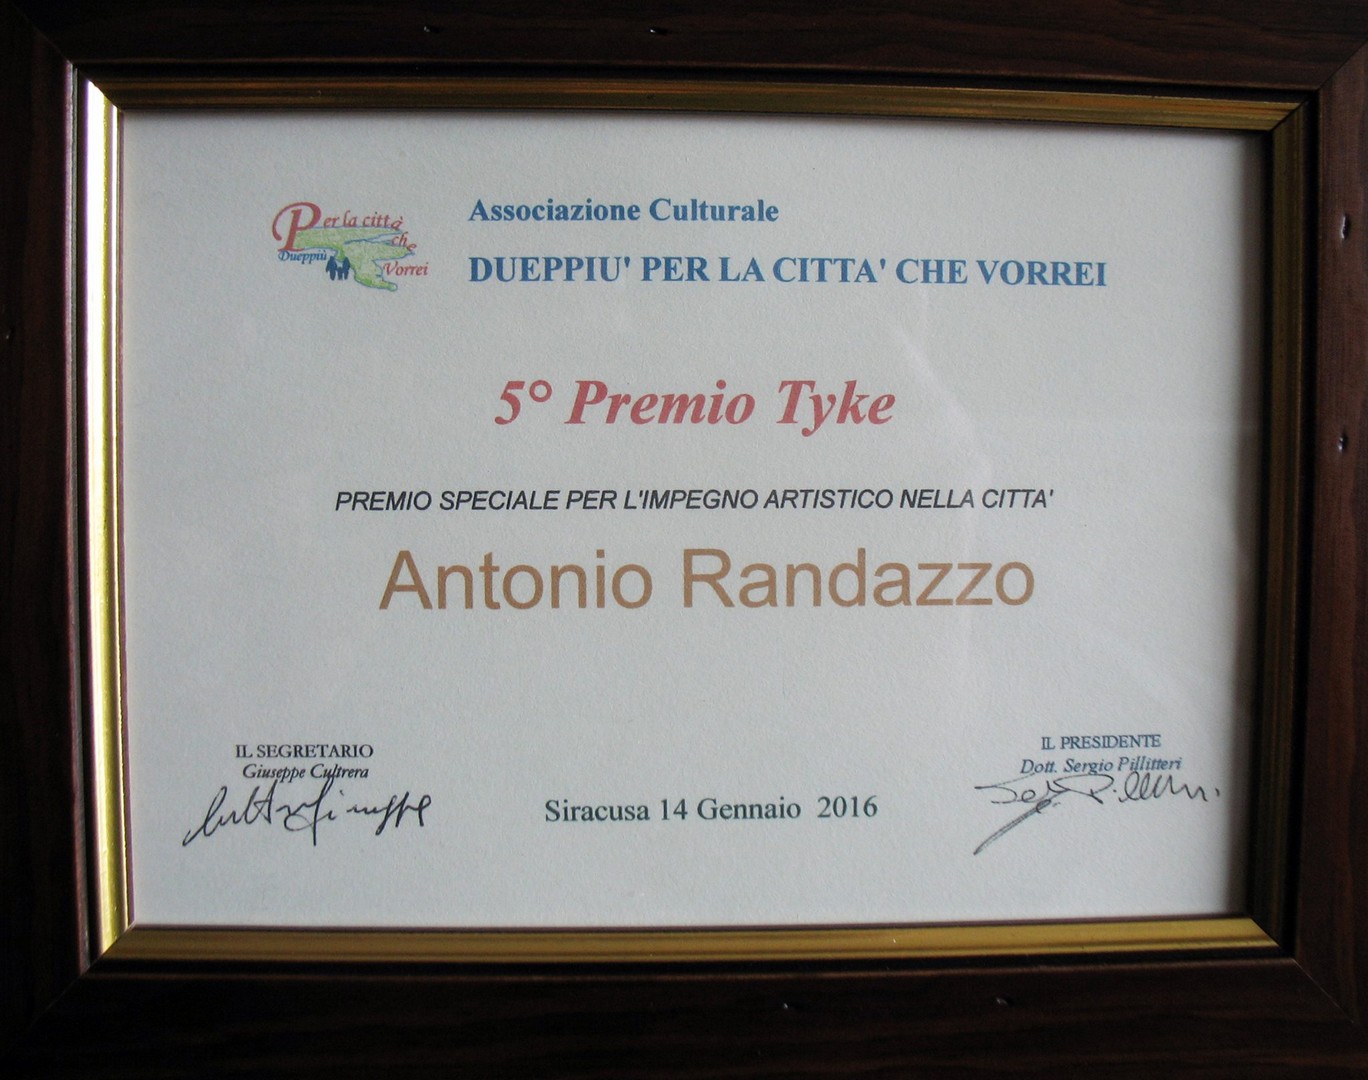 Per la città
che
Dueppiù
Vorrei
Associazione Culturale
DUEPPIU' PER LA CITTA' CHE VORREI
5° Premio Tyke
PREMIO SPECIALE PER L'IMPEGNO ARTISTICO NELLA CITTA'
Antonio Randazzo
IL SEGRETARIO
Giuseppe Cultrera
IL PRESIDENTE
Dott. Sergio Pillitteri
Siracusa 14 Gennaio 2016